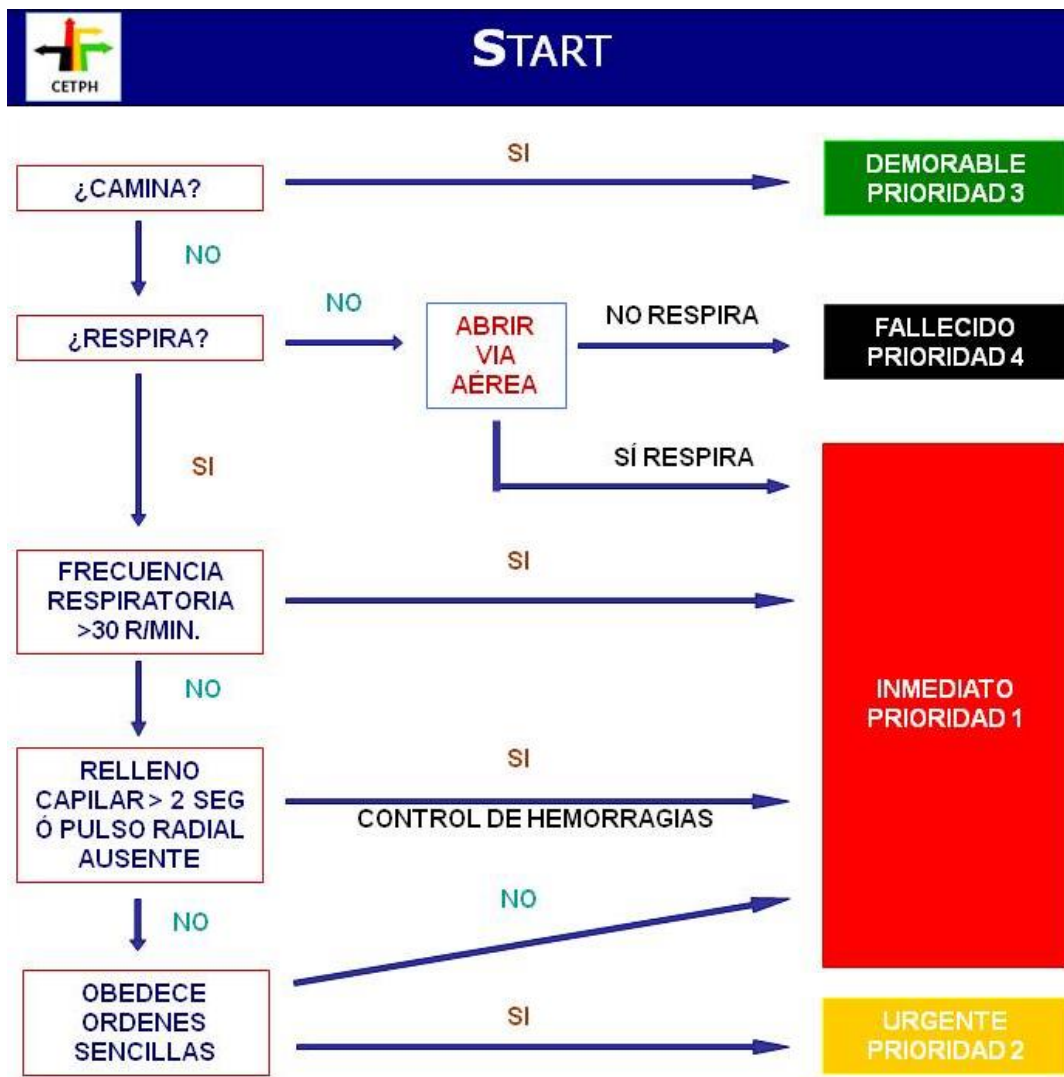 CETPH
START
¿CAMINA?
SI
DEMORABLE
PRIORIDAD 3
NO
¿RESPIRA?
NO
ABRIR
VIA
AÉREA
NO RESPIRA
FALLECIDO
PRIORIDAD 4
SI
SÍ RESPIRA
FRECUENCIA
RESPIRATORIA
>30 R/MIN.
SI
INMEDIATO
PRIORIDAD 1
NO
RELLENO
CAPILAR > 2 SEG
Ó PULSO RADIAL
AUSENTE
SI
CONTROL DE HEMORRAGIAS
NO
NO
OBEDECE
ORDENES
SENCILLAS
SI
URGENTE
PRIORIDAD 2